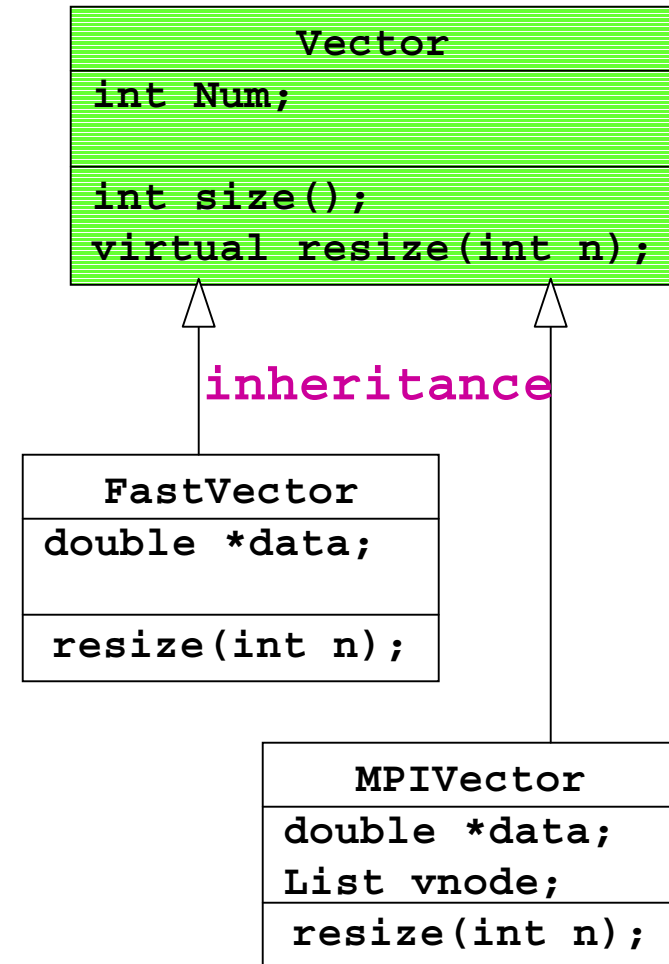 Vector
int Num;
int size();
virtual resize(int n);
inheritance
FastVector
double *data;
resize(int n);
MPIVector
double *data;
List vnode;
resize(int n);